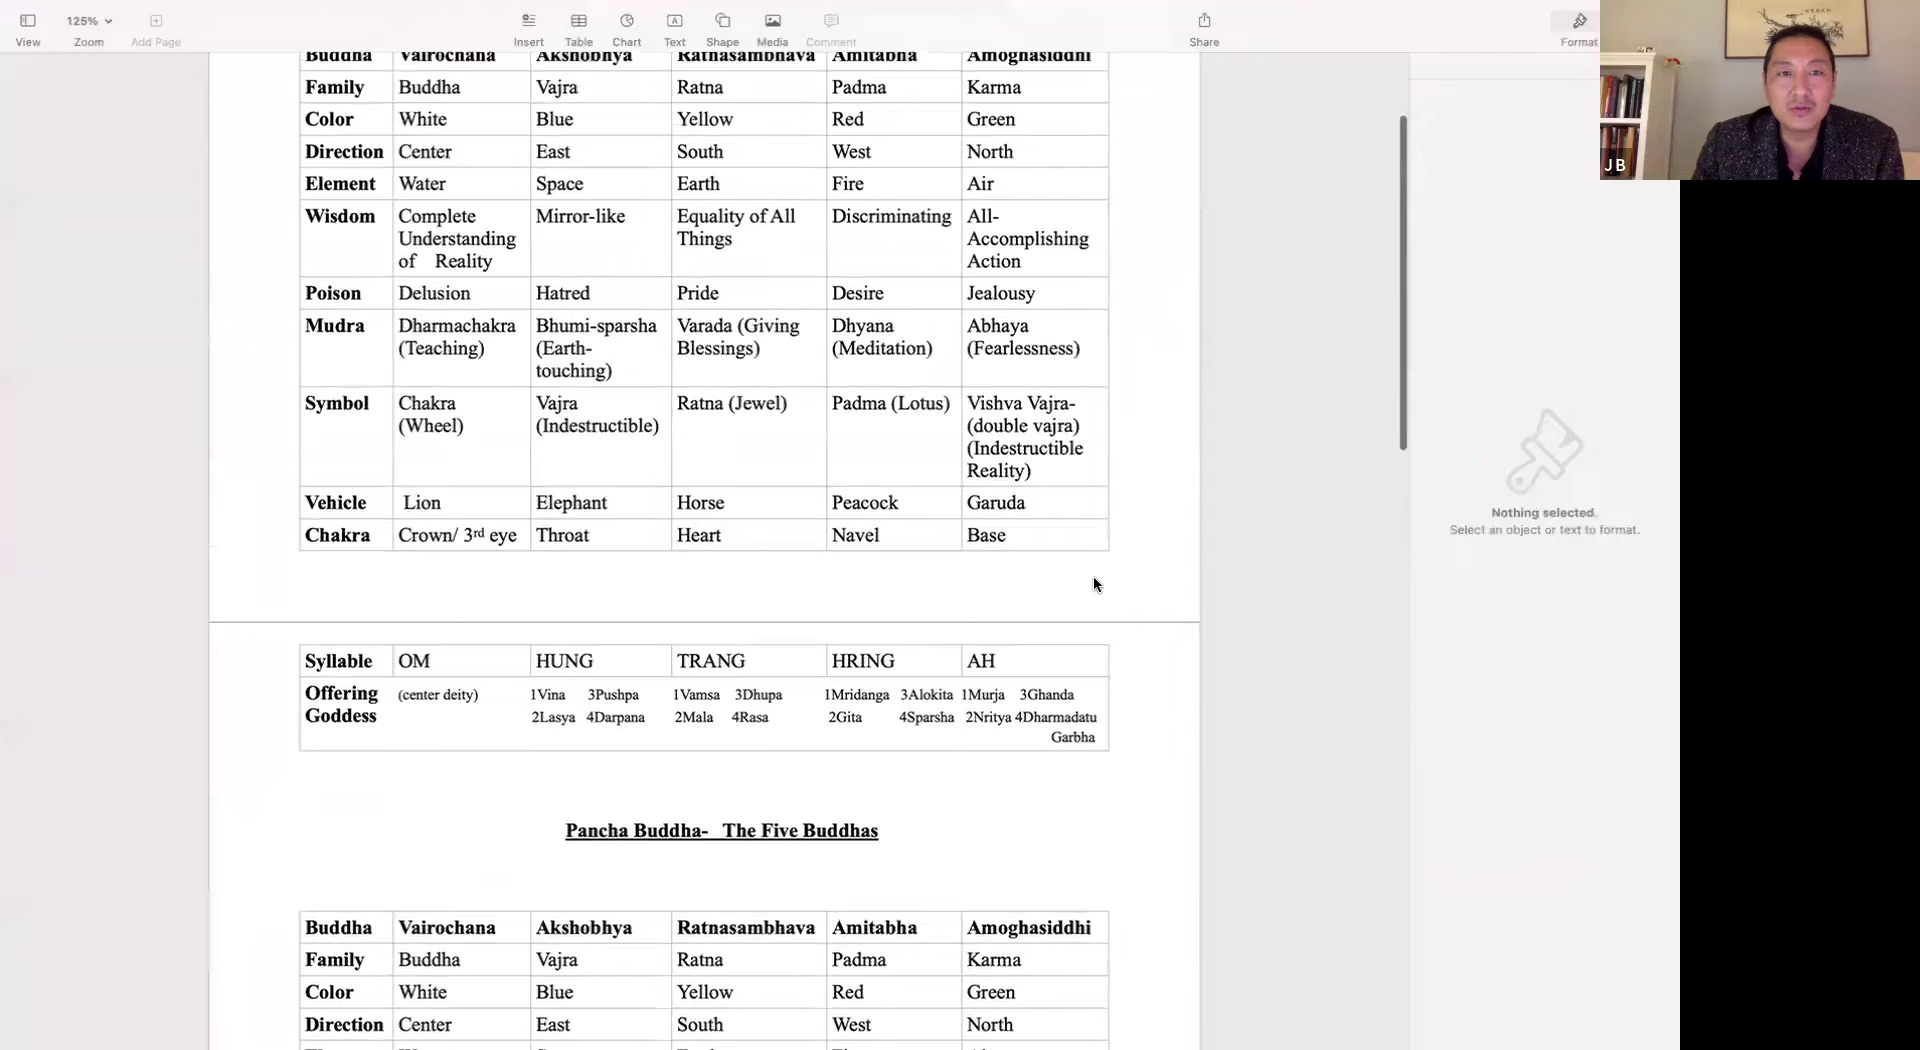 125%
View
Zoom
Add Page
Insert
Table
Chart
Text
Shape
Media
Comment
Share
Format
J B
Buddha Vairochana Akshobhya Ratnasambhava Amitabha Amoghasiddhi
Family Buddha Vajra Ratna Padma Karma
Color White Blue Yellow Red Green
Direction Center East South West North
Element Water Space Earth Fire Air
Wisdom Complete Mirror-like Equality of All Discriminating All-
Understanding Things Accomplishing
of Reality Action
Poison Delusion Hatred Pride Desire Jealousy
Mudra Dharmachakra Bhumi-sparsha Varada (Giving Dhyana Abhaya
(Teaching) (Earth- Blessings) (Meditation) (Fearlessness)
touching)
Symbol Chakra Vajra Ratna (Jewel) Padma (Lotus) Vishva Vajra-
(Wheel) (Indestructible) (double vajra)
(Indestructible
Reality)
Vehicle Lion Elephant Horse Peacock Garuda
Chakra Crown/ 3rd eye Throat Heart Navel Base
Nothing selected.
Select an object or text to format.
Syllable OM HUNG TRANG HRING AH
Offering (center deity) 1Vina 3Pushpa 1Vamsa 3Dhupa 1Mridanga 3Alokita 1Murja 3Ghanda
Goddess 2Lasya 4Darpana 2Mala 4Rasa 2Gita 4Sparsha 2Nritya 4Dharmadatu
Garbha
Pancha Buddha- The Five Buddhas
Buddha Vairochana Akshobhya Ratnasambhava Amitabha Amoghasiddhi
Family Buddha Vajra Ratna Padma Karma
Color White Blue Yellow Red Green
Direction Center East South West North